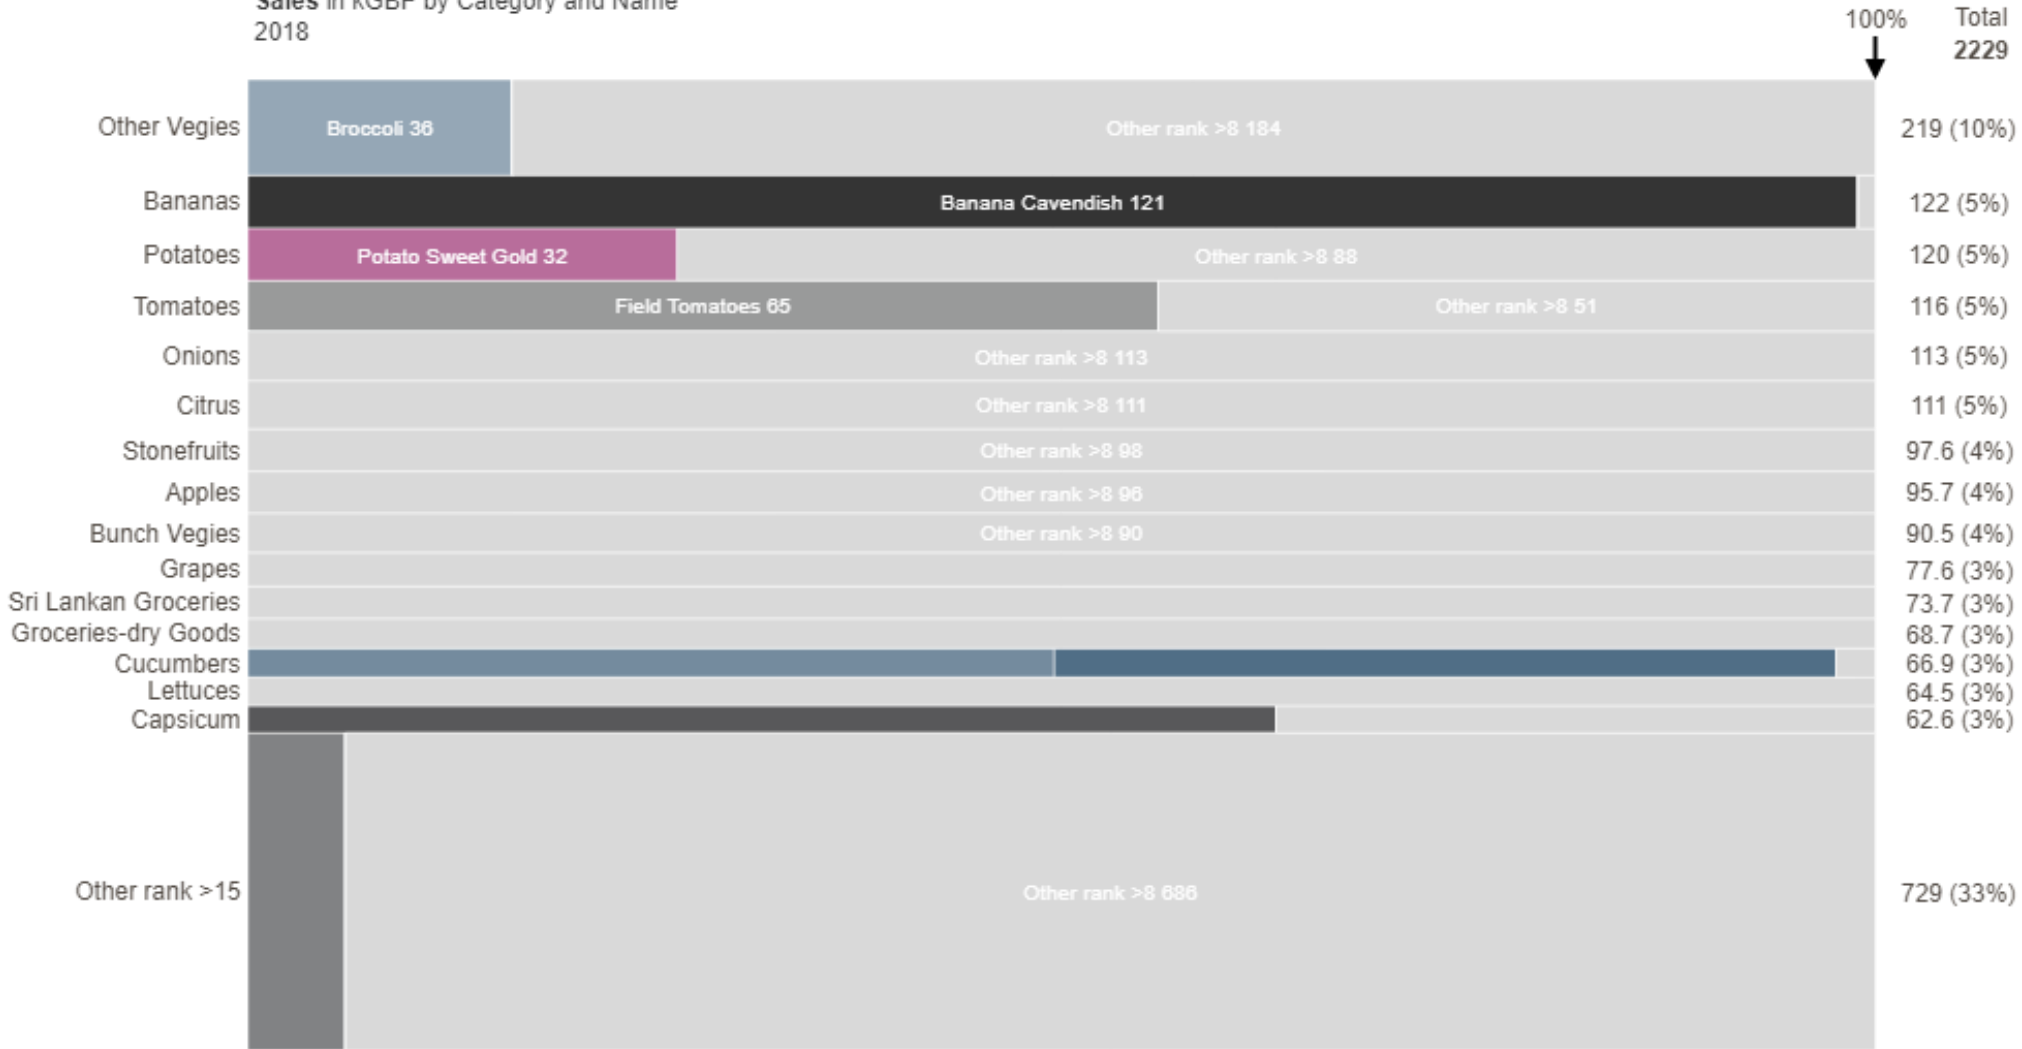 Sales in kGBP by Category and Name
2018
100%
Total
2229
Other Vegies
Broccoli 36
Other rank >8 184
219 (10%)
Bananas
Banana Cavendish 121
122 (5%)
Potatoes
Potato Sweet Gold 32
Other rank >8 88
120 (5%)
Tomatoes
Field Tomatoes 65
Other rank >8 51
116 (5%)
Onions
Other rank >8 113
113 (5%)
Citrus
Other rank >8 111
111 (5%)
Stonefruits
Other rank >8 98
97.6 (4%)
Apples
Other rank >8 96
95.7 (4%)
Bunch Vegies
Other rank >8 90
90.5 (4%)
Grapes
77.6 (3%)
Sri Lankan Groceries
73.7 (3%)
Groceries-dry Goods
68.7 (3%)
Cucumbers
66.9 (3%)
Lettuces
64.5 (3%)
Capsicum
62.6 (3%)
Other rank >15
Other rank >8 686
729 (33%)